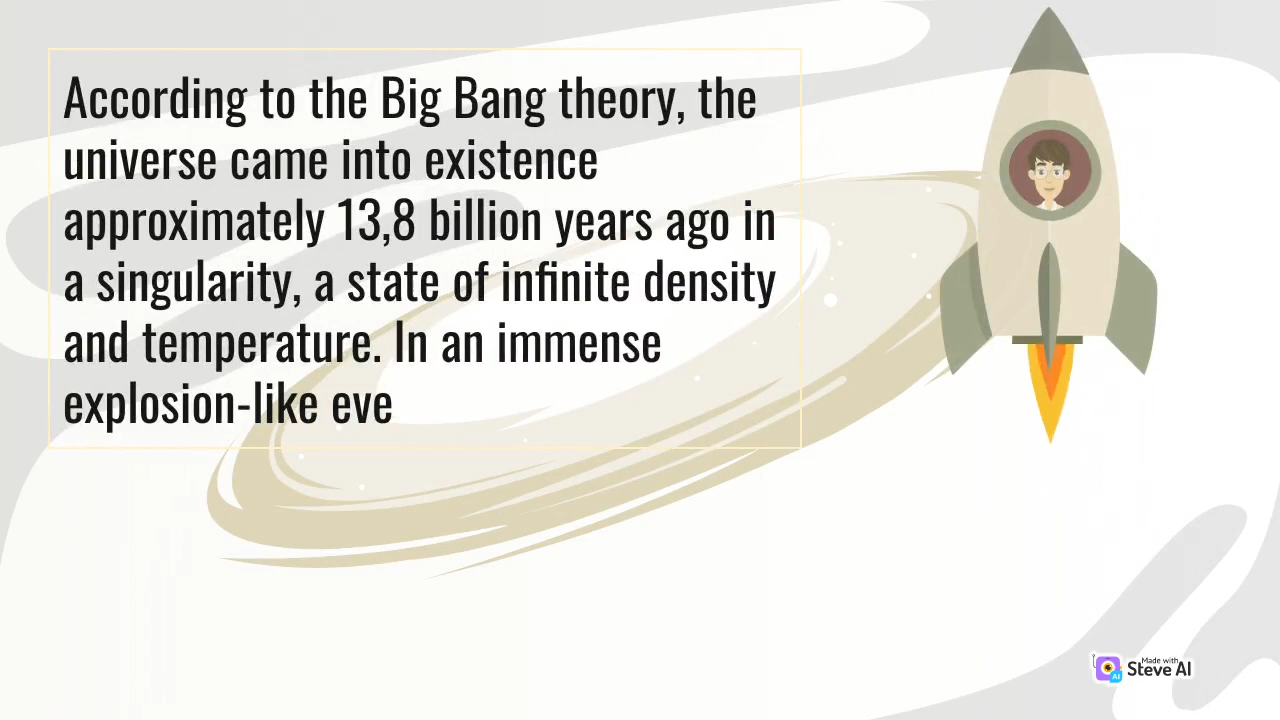 According to the Big Bang theory, the
universe came into existence
approximately 13,8 billion years ago in
a singularity, a state of infinite density
and temperature. In an immense
explosion-like eve
Made with
Steve AI
AI